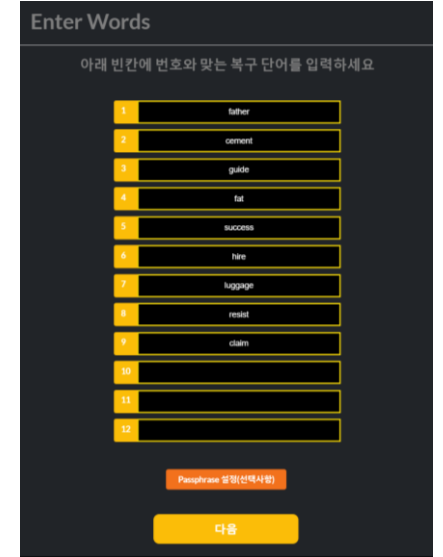 Enter Words
아래 빈칸에 번호와 맞는 복구 단어를 입력하세요
1 father
2 cement
3 guide
4 fat
5 success
6 hire
7 luggage
8 resist
9 claim
10
11
12
Passphrase 설정(선택사항)
다음